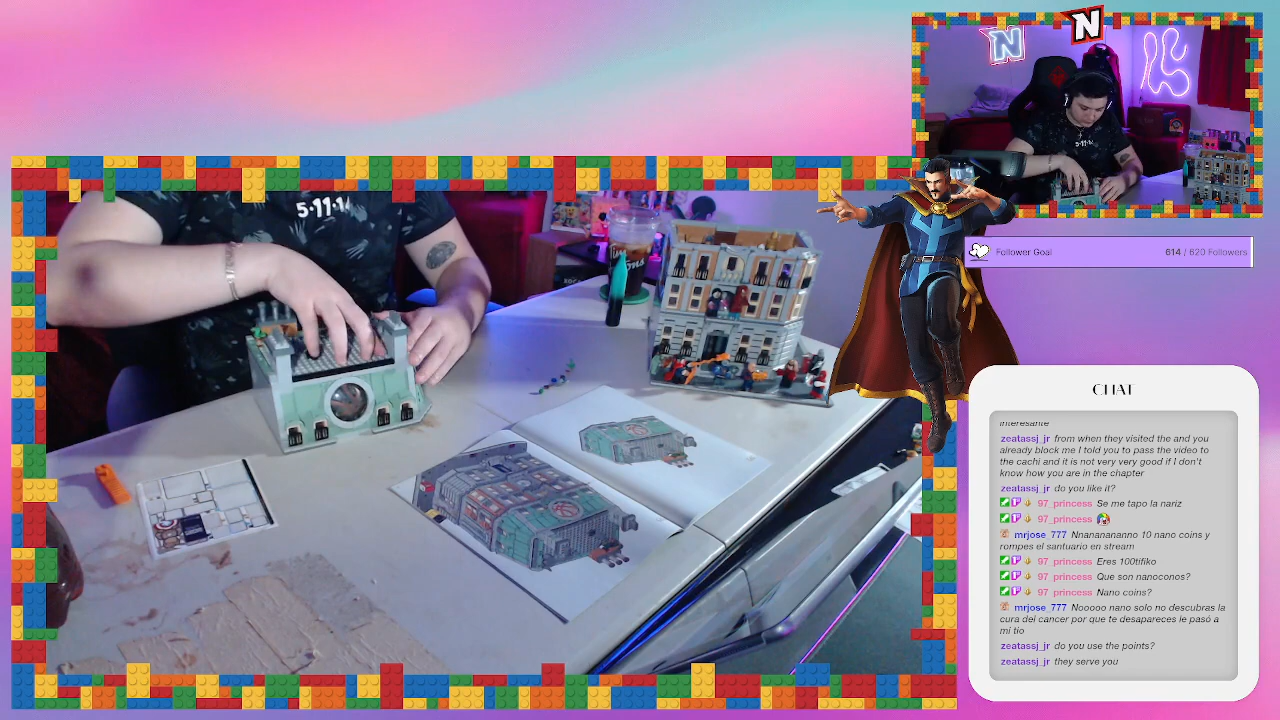 N
N
5.11
5.11
Follower Goal
614 / 620 Followers
CHAT
interesante
zeatassj_jr from when they visited the and you
already block me I told you to pass the video to
the cachi and it is not very very good if I don't
know how you are in the chapter
zeatassj_jr do you like it?
97_princess Se me tapo la nariz
97_princess
mrjose_777 Nnanananann​o 10 nano coins y
rompes el santuario en stream
97_princess Eres 100tifiko
97_princess Que son nanoconos?
97_princess Nano coins?
mrjose_777 Nooooo nano solo no descubras la
cura del cancer por que te desapareces le pasó a
mi tio
zeatassj_jr do you use the points?
zeatassj_jr they serve you